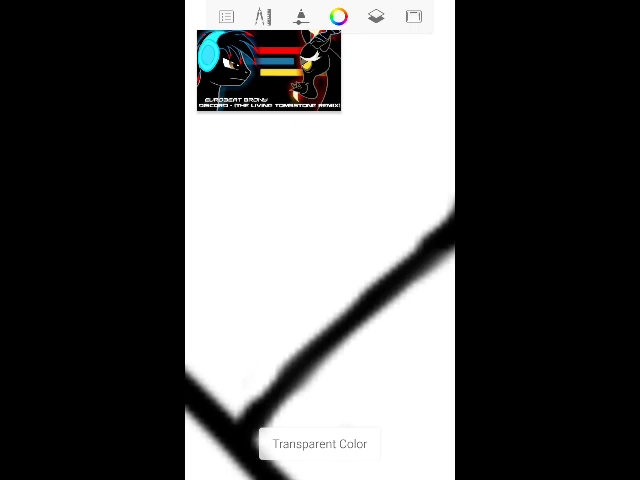 EUROBEAT BRONY
DISCORD - (THE LIVING TOMBSTONE REMIX)
Transparent Color